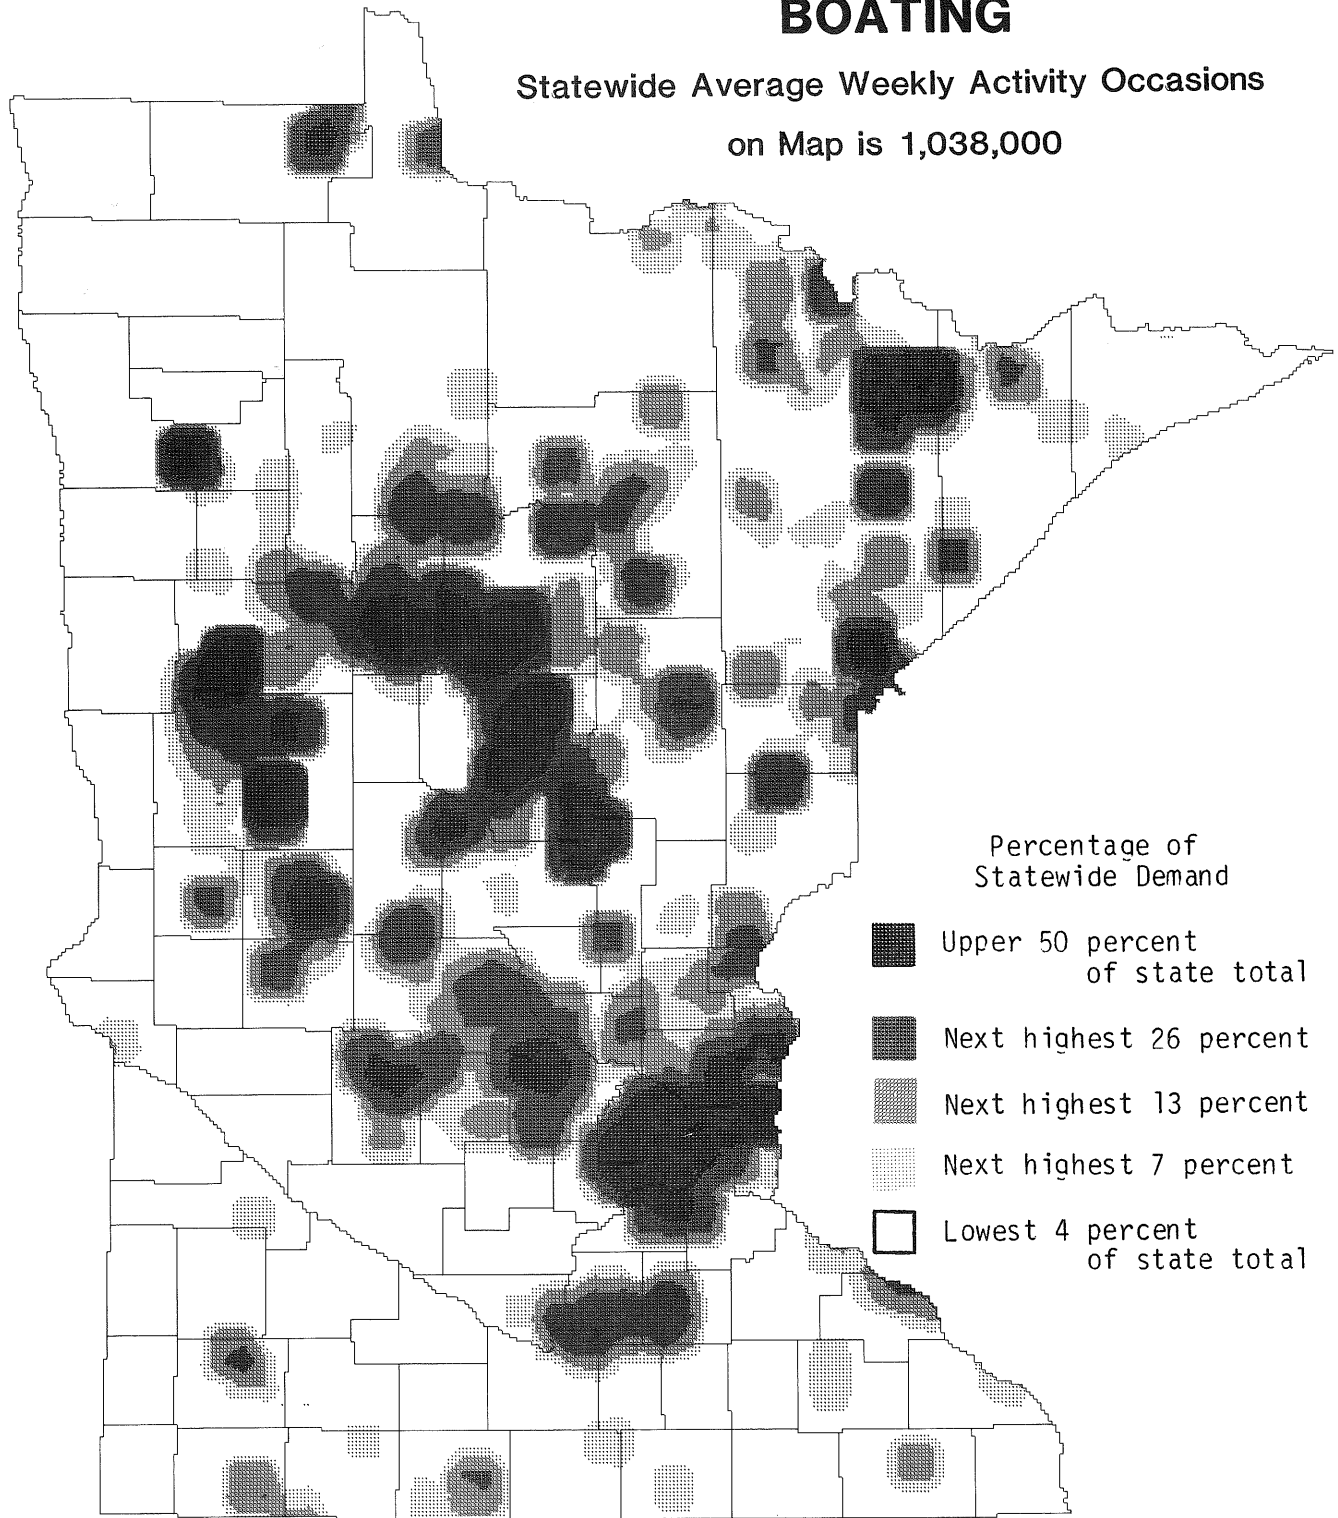 BOATING
Statewide Average Weekly Activity Occasions
on Map is 1,038,000
Percentage of
Statewide Demand
Upper 50 percent
of state total
Next highest 26 percent
Next highest 13 percent
Next highest 7 percent
Lowest 4 percent
of state total